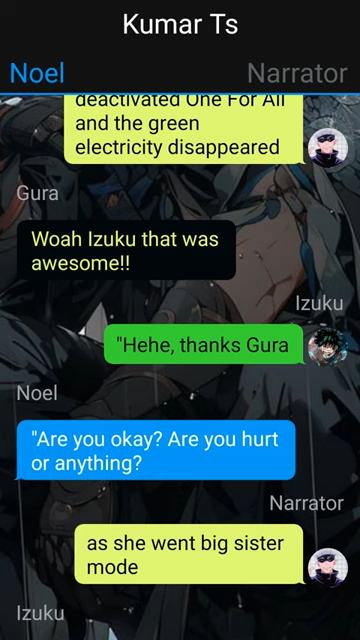 Kumar Ts
Noel
Narrator
deactivated One For All
and the green
electricity disappeared
Gura
Woah Izuku that was
awesome!!
Izuku
"Hehe, thanks Gura
Noel
"Are you okay? Are you hurt
or anything?
Narrator
as she went big sister
mode
Izuku